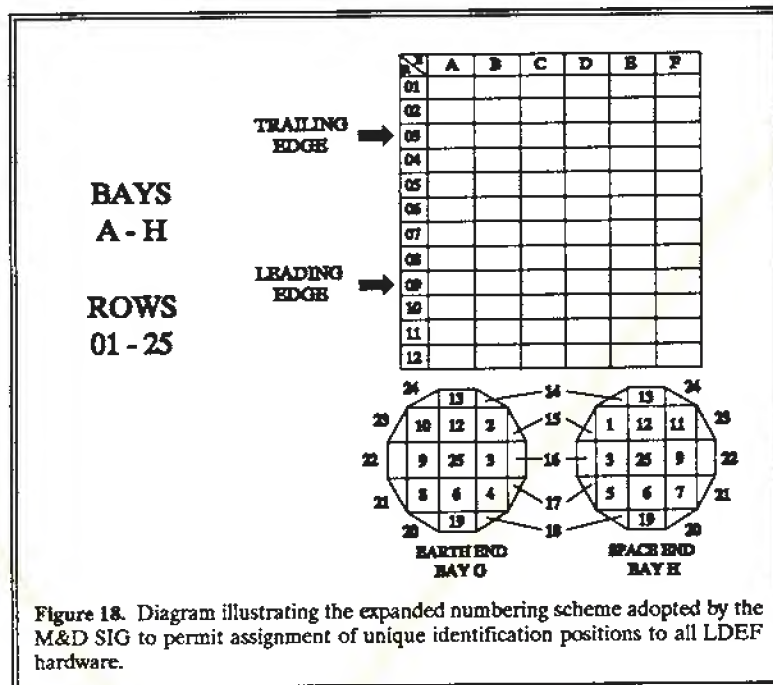 B A B C D E F
R
01
02
TRAILING EDGE 03
04
05
06
BAYS A - H
07
08
LEADING EDGE 09
ROWS 01 - 25
10
11
12
24 13 14 13 24
23 10 12 2 15 1 12 11 23
22 9 25 3 16 3 25 9 22
21 8 6 4 17 5 6 7 21
20 19 18 19 20
EARTH END SPACE END
BAY G BAY H
Figure 18. Diagram illustrating the expanded numbering scheme adopted by the
M&D SIG to permit assignment of unique identification positions to all LDEF
hardware.